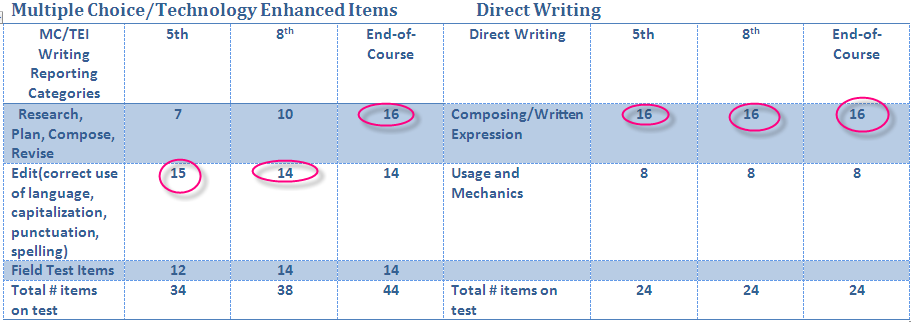 Multiple Choice/Technology Enhanced Items Direct Writing
MC/TEI 5th 8th End-of- Direct Writing 5th 8th End-of-
Writing Course Course
Reporting
Categories
Research, 7 10 16 Composing/Written 16 16 16
Plan, Compose, Expression
Revise
Edit(correct use 15 14 14 Usage and 8 8 8
of language, Mechanics
capitalization,
punctuation,
spelling)
Field Test Items 12 14 14
Total # items 34 38 44 Total # items on 24 24 24
on test test